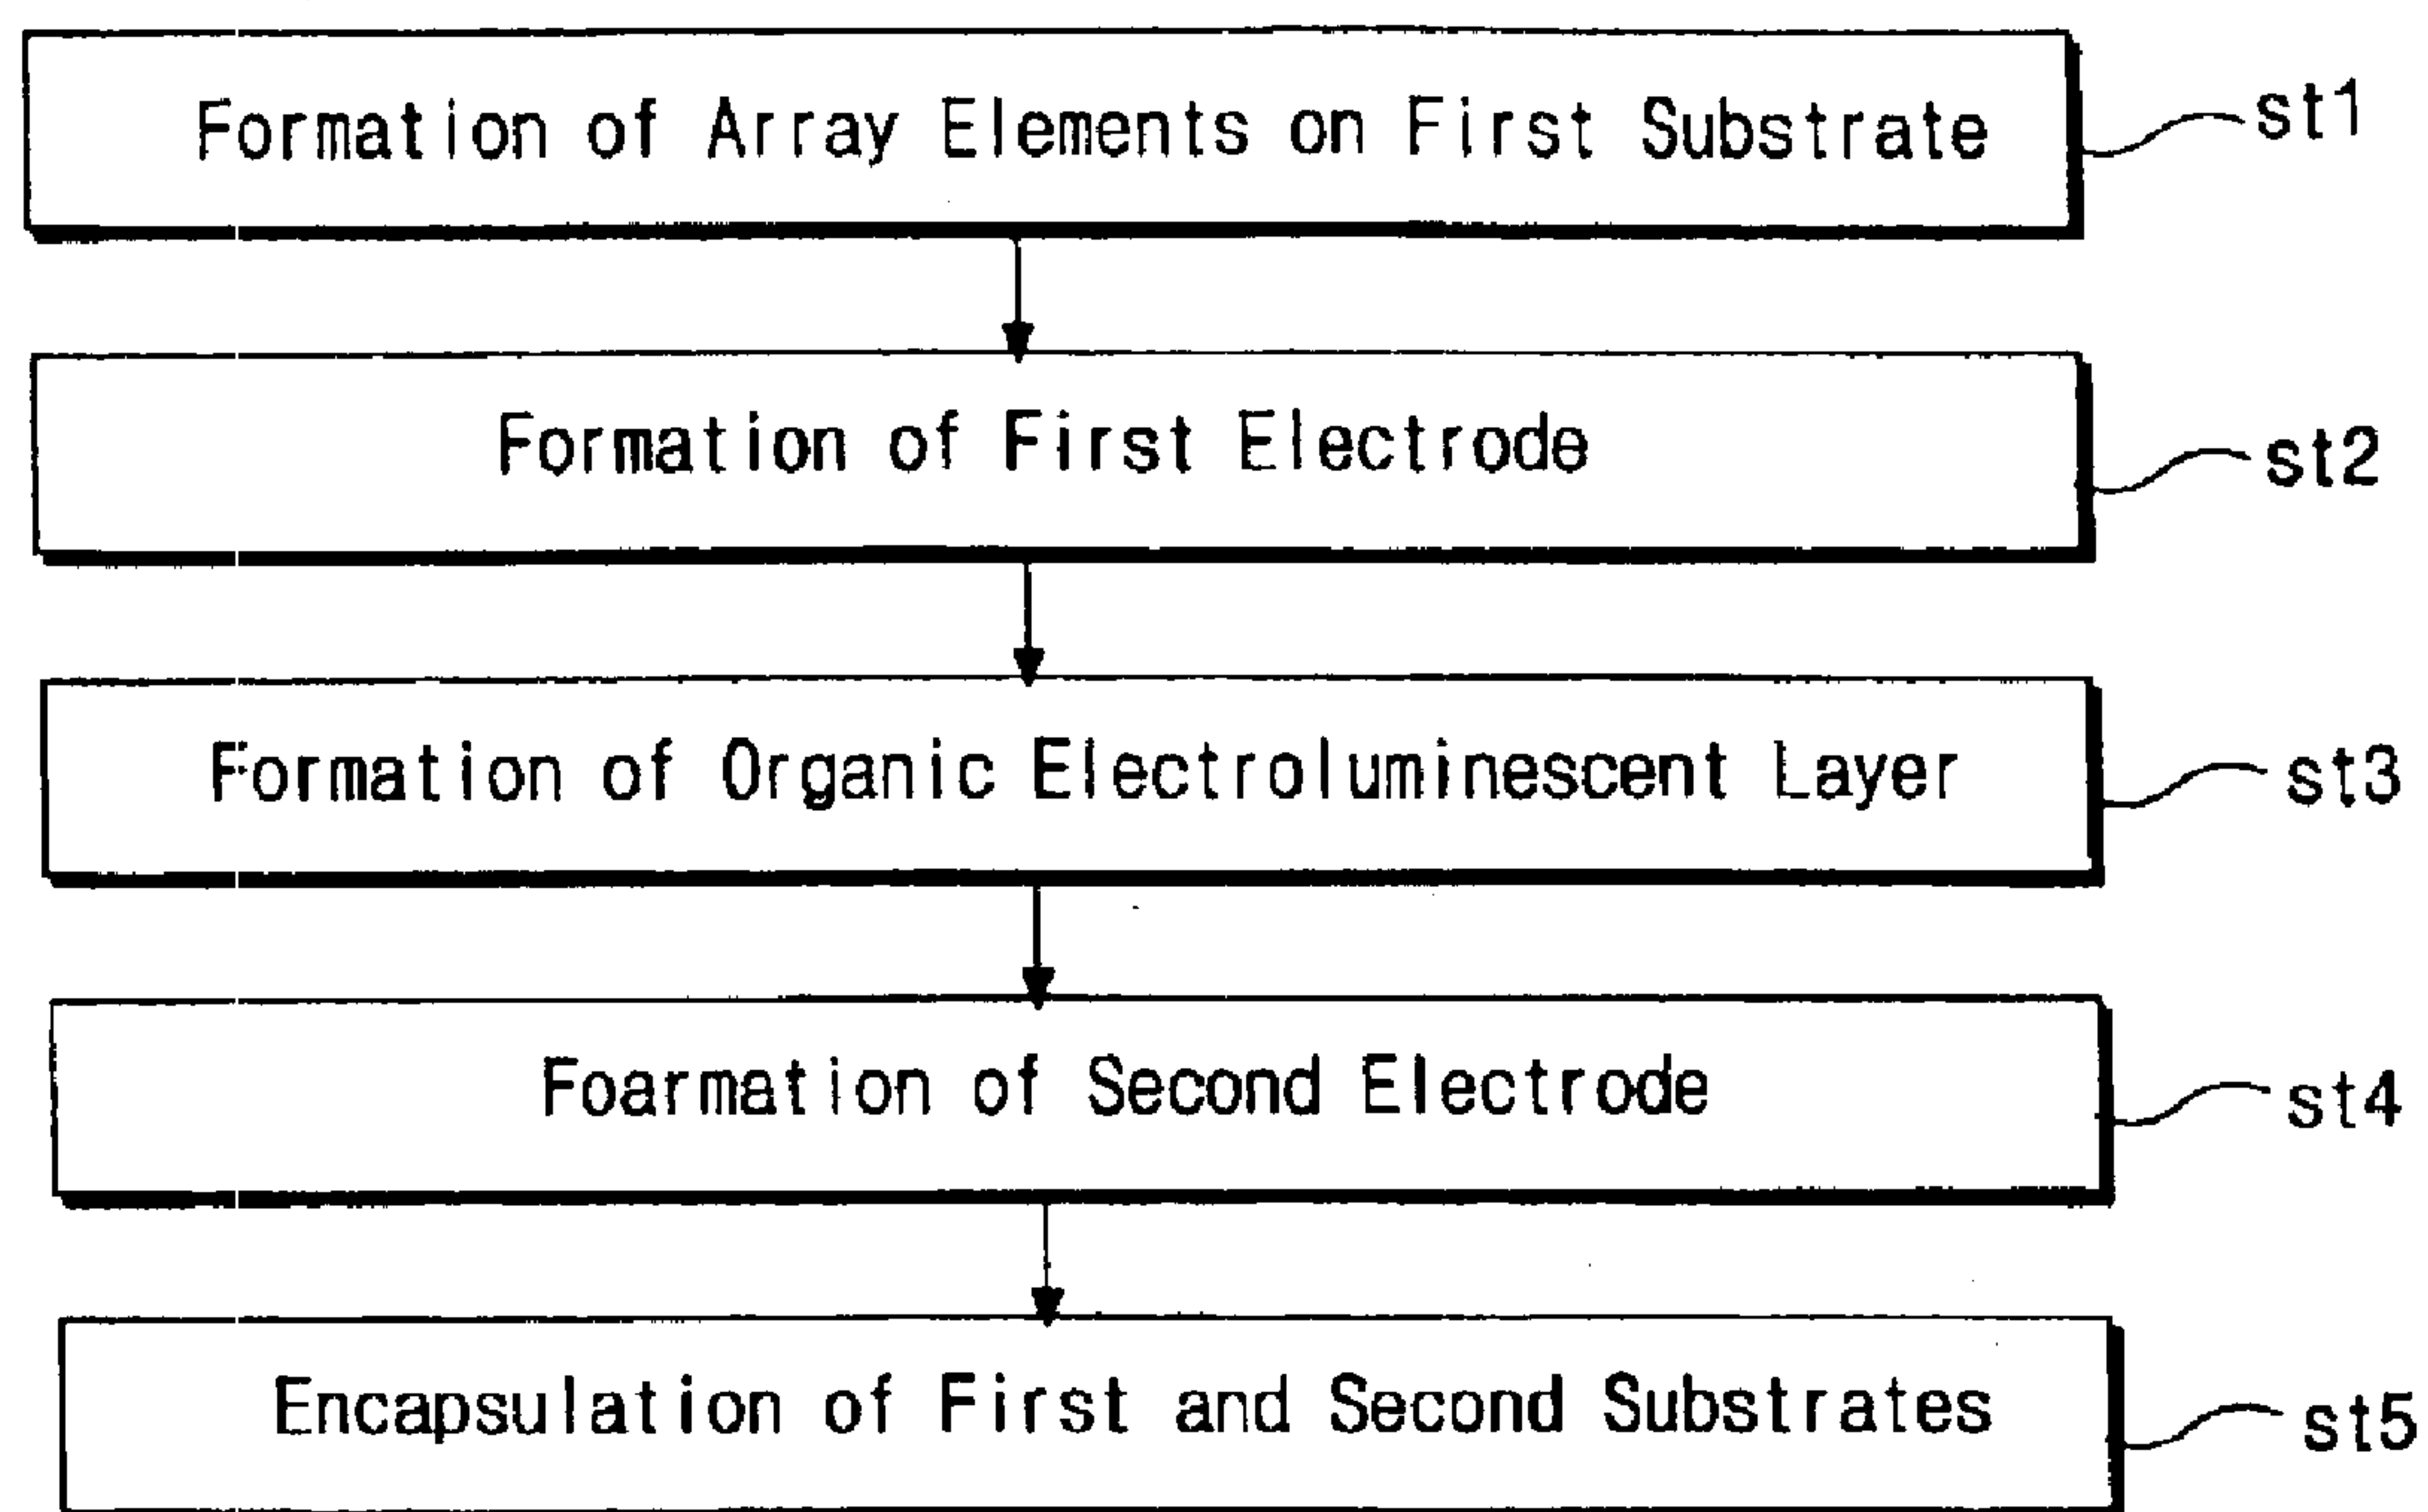 Formation of Array Elements on First Substrate
st1
Formation of First Electrode
st2
Formation of Organic Electroluminescent Layer
st3
Foarmation of Second Electrode
st4
Encapsulation of First and Second Substrates
st5